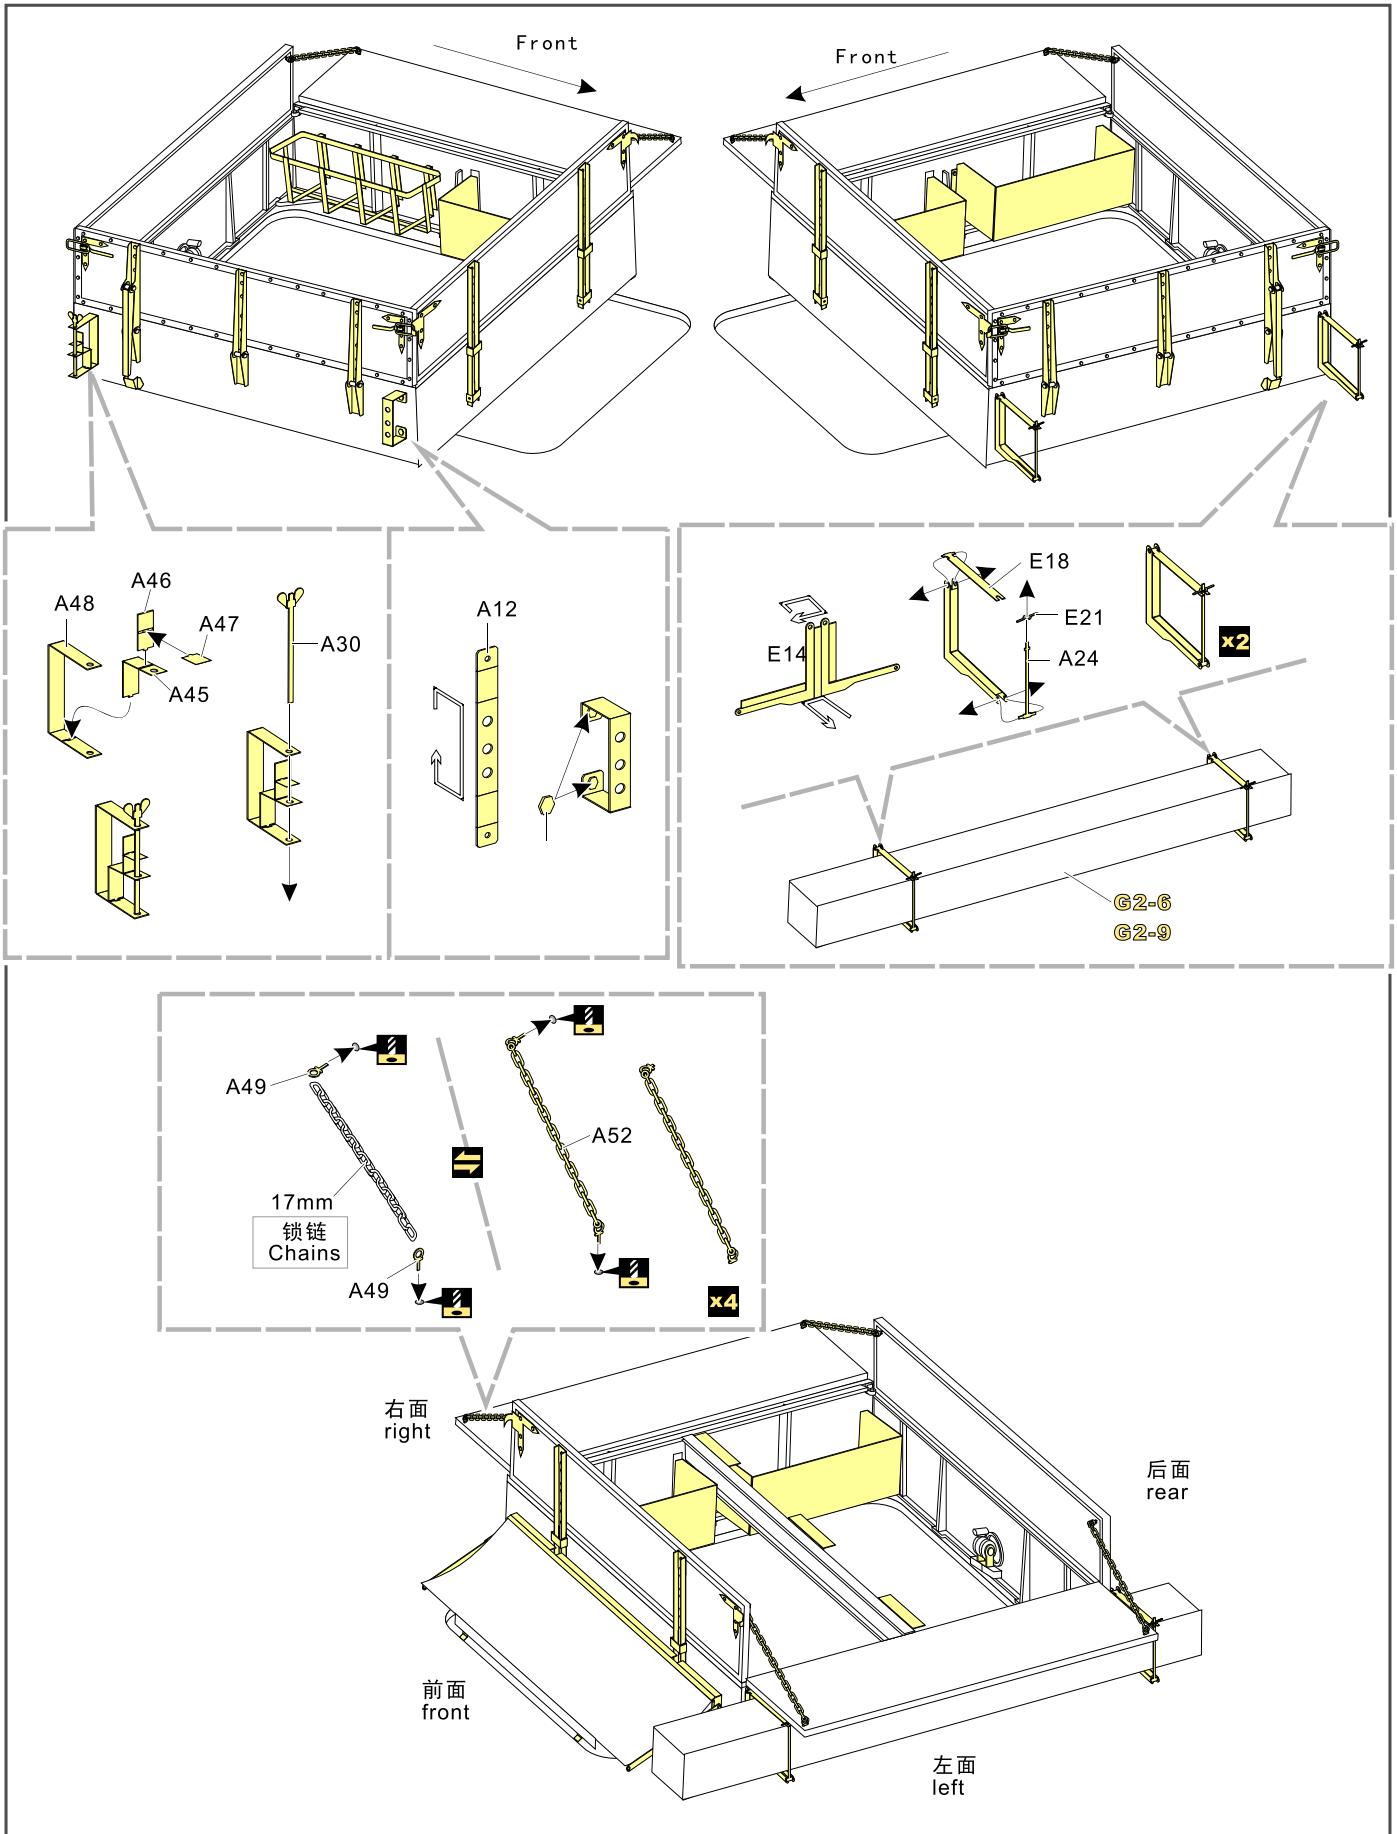 Front
Front
A46
A48
A47
A30
A45
A12
E18
E21
E14
A24
x2
G2-6
G2-9
A49
A52
17mm
锁链
Chains
A49
x4
右面
right
后面
rear
前面
front
左面
left